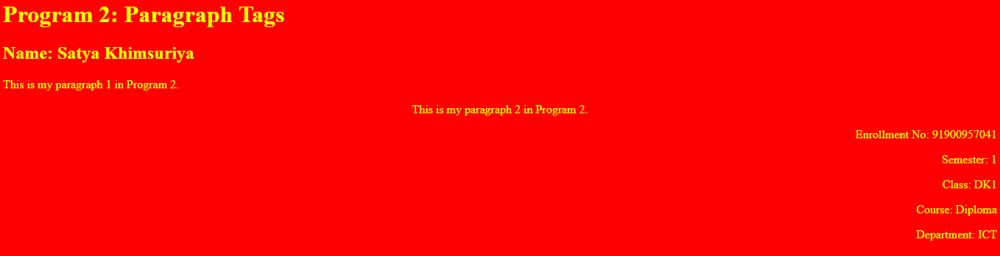 Program 2: Paragraph Tags
Name: Satya Khimsuriya
This is my paragraph 1 in Program 2.
This is my paragraph 2 in Program 2.
Enrollment No: 91900957041
Semester: 1
Class: DK1
Course: Diploma
Department: ICT